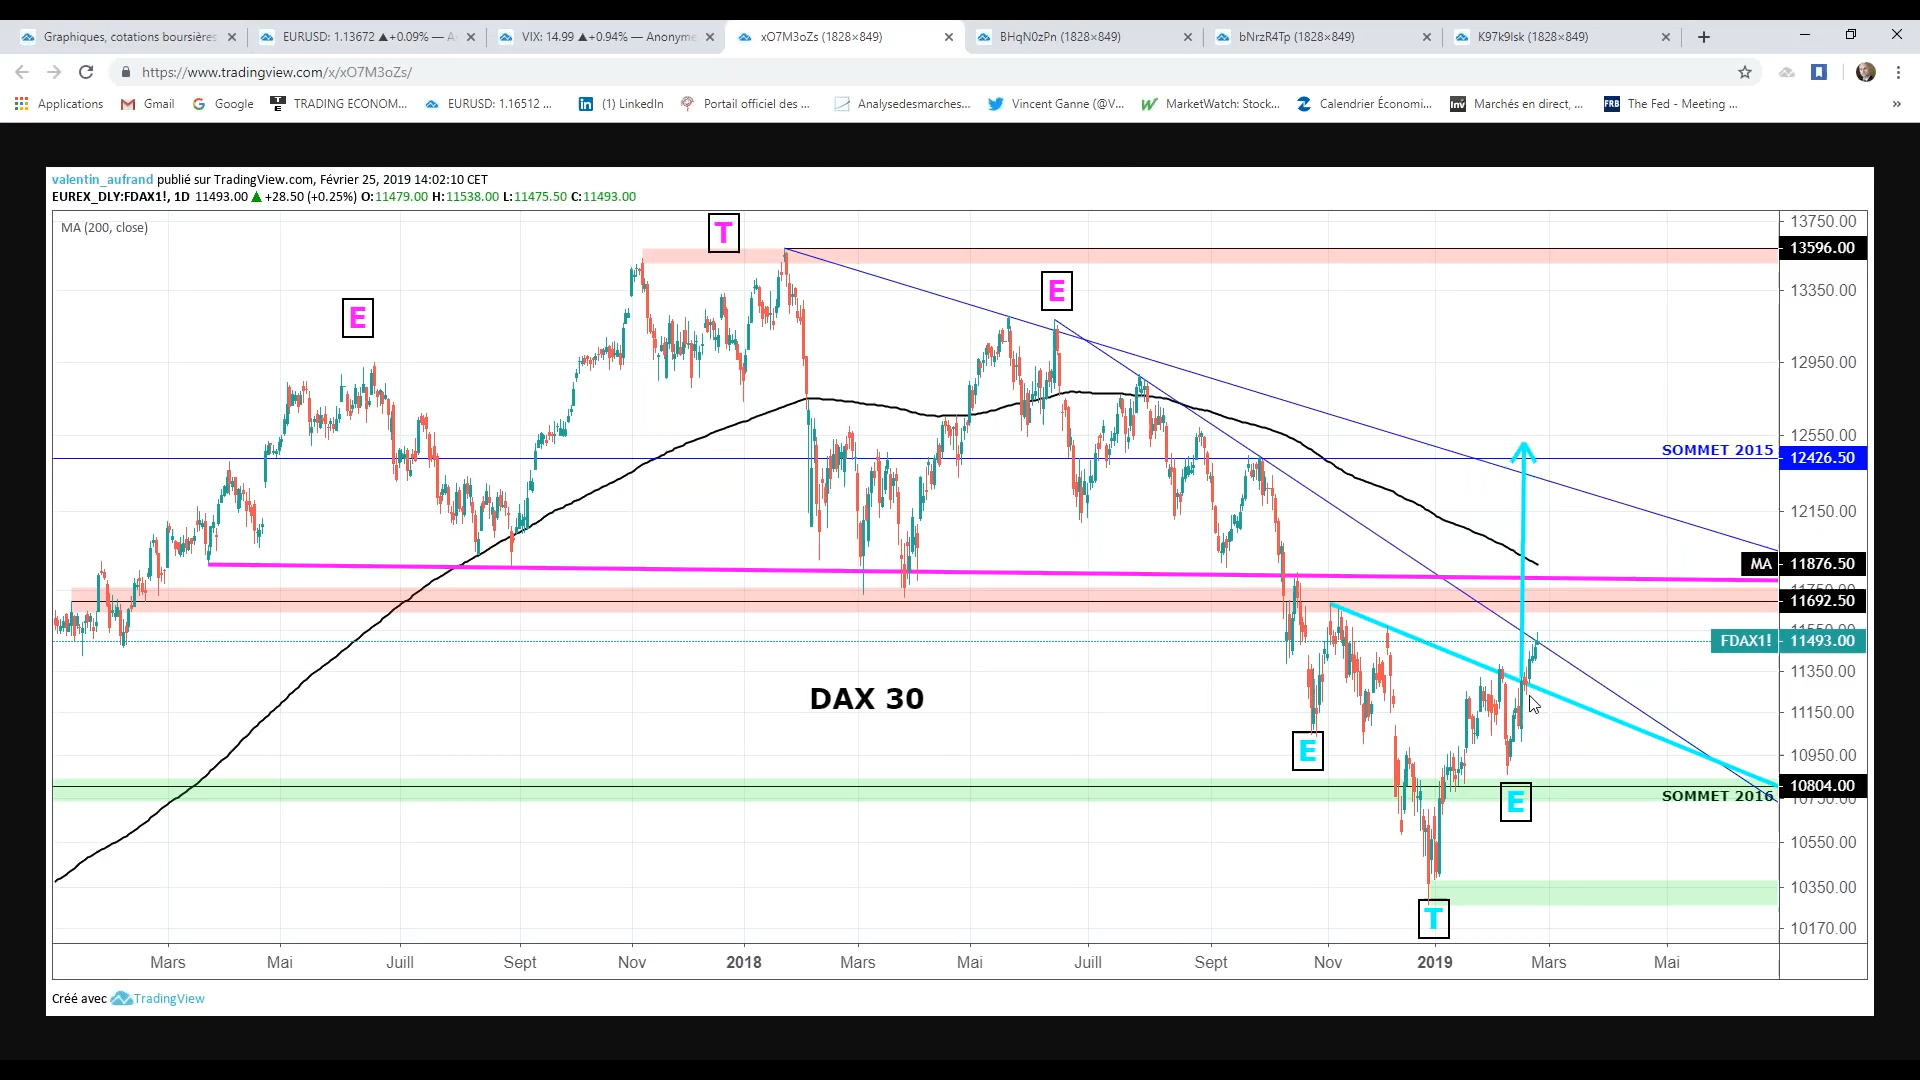 Graphiques, cotations boursières
EURUSD: 1.13672 ▲+0.09% — A
VIX: 14.99 ▲+0.94% — Anonyme
xO7M3oZs (1828×849)
BHqN0zPn (1828×849)
bNrzR4Tp (1828×849)
K97k9lsk (1828×849)
https://www.tradingview.com/x/xO7M3oZs/
Applications
Gmail
Google
TRADING ECONOM...
EURUSD: 1.16512 ...
(1) LinkedIn
Portail officiel des ...
Analysedesmarches...
Vincent Ganne (@V...
MarketWatch: Stock...
Calendrier Économi...
Marchés en direct, ...
The Fed - Meeting ...
valentin_aufrand publié sur TradingView.com, Février 25, 2019 14:02:10 CET
EUREX_DLY:FDAX1!, 1D 11493.00 ▲ +28.50 (+0.25%) O:11479.00 H:11538.00 L:11475.50 C:11493.00
MA (200, close)
T
E
E
E
E
T
DAX 30
SOMMET 2015
SOMMET 2016
13750.00
13596.00
13350.00
12950.00
12550.00
12426.50
12150.00
MA 11876.50
11750.00
11692.50
11550.00
FDAX1! 11493.00
11350.00
11150.00
10950.00
10804.00
10750.00
10550.00
10350.00
10170.00
Mars Mai Juill Sept Nov 2018 Mars Mai Juill Sept Nov 2019 Mars Mai
Créé avec TradingView